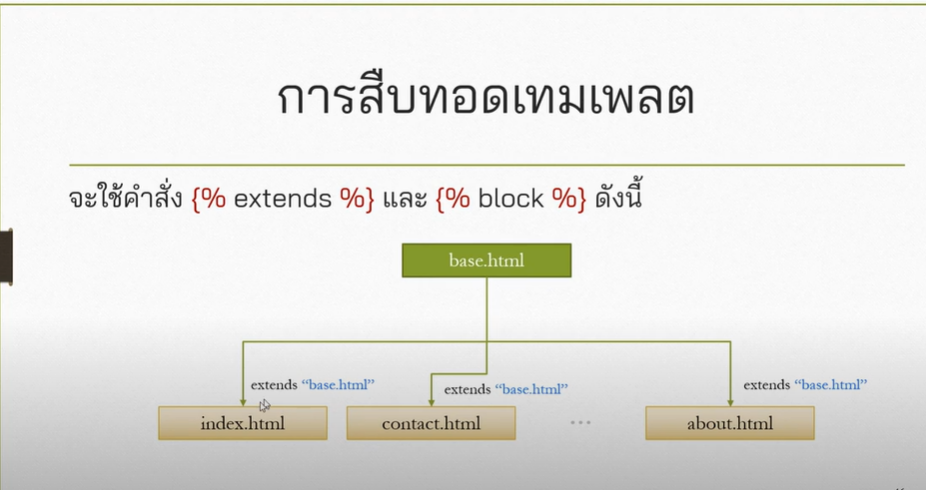 การสืบทอดเทมเพลต
จะใช้คำสั่ง {% extends %} และ {% block %} ดังนี้
base.html
extends “base.html”
extends “base.html”
extends “base.html”
index.html
contact.html
...
about.html